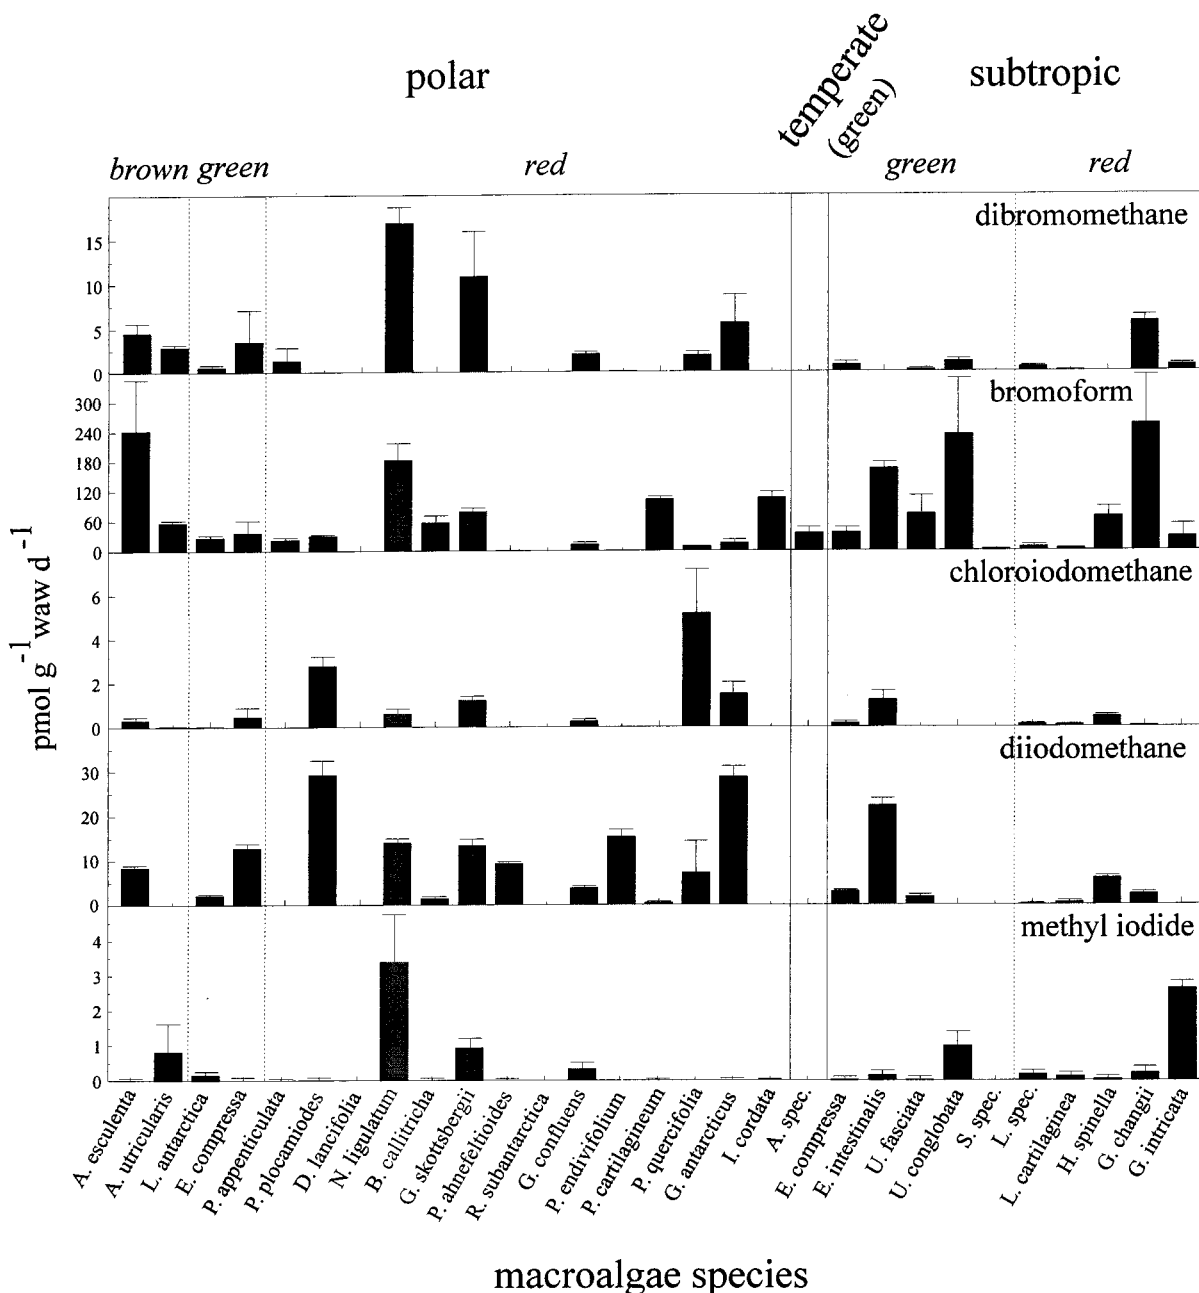 polar
temperate
(green)
subtropic
brown green
red
green
red
dibromomethane
15
10
5
0
bromoform
300
240
180
120
60
0
chloroiodomethane
6
4
2
0
diiodomethane
30
20
10
0
methyl iodide
4
3
2
1
0
pmol g-1 waw d-1
A. esculenta
A. utricularis
L. antarctica
E. compressa
P. appenticulata
P. plocamiodes
D. lancifolia
N. ligulatum
B. callitricha
G. skottsbergii
P. ahnefeltioides
R. subantarctica
G. confluens
P. endivifolium
P. cartilagineum
P. quercifolia
G. antarcticus
I. cordata
A. spec.
E. compressa
E. intestinalis
U. fasciata
U. conglobata
S. spec.
L. spec.
L. cartilaginea
H. spinella
G. changii
G. intricata
macroalgae species